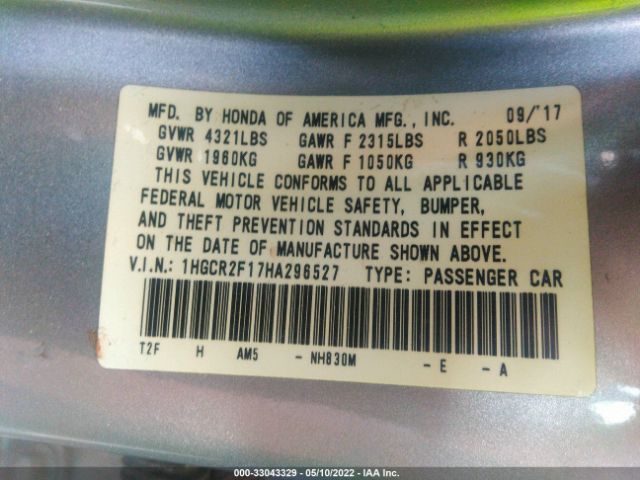 MFD. BY HONDA OF AMERICA MFG., INC. 09/'17
GVWR 4321LBS GAWR F 2315LBS R 2050LBS
GVWR 1960KG GAWR F 1050KG R 930KG
THIS VEHICLE CONFORMS TO ALL APPLICABLE
FEDERAL MOTOR VEHICLE SAFETY, BUMPER,
AND THEFT PREVENTION STANDARDS IN EFFECT
ON THE DATE OF MANUFACTURE SHOWN ABOVE.
V.I.N.: 1HGCR2F17HA296527 TYPE: PASSENGER CAR
T2F H AM5 - NH830M - E - A
000-33043329 - 05/10/2022 - IAA Inc.